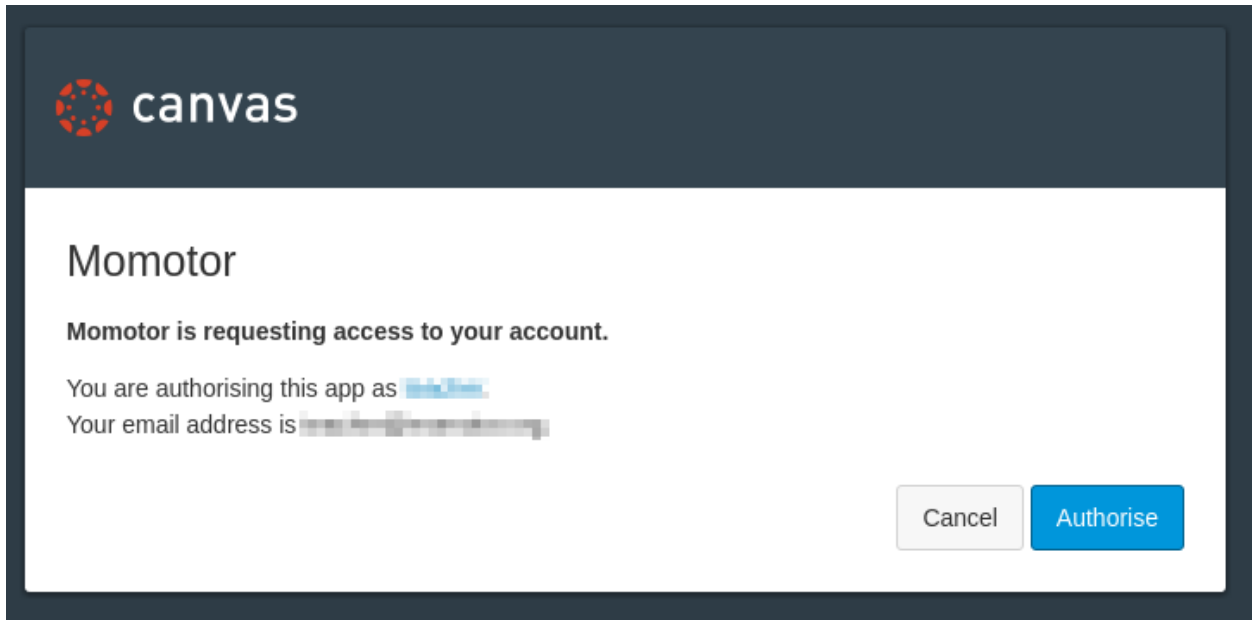 canvas
Momotor
Momotor is requesting access to your account.
You are authorising this app as
Your email address is
Cancel
Authorise